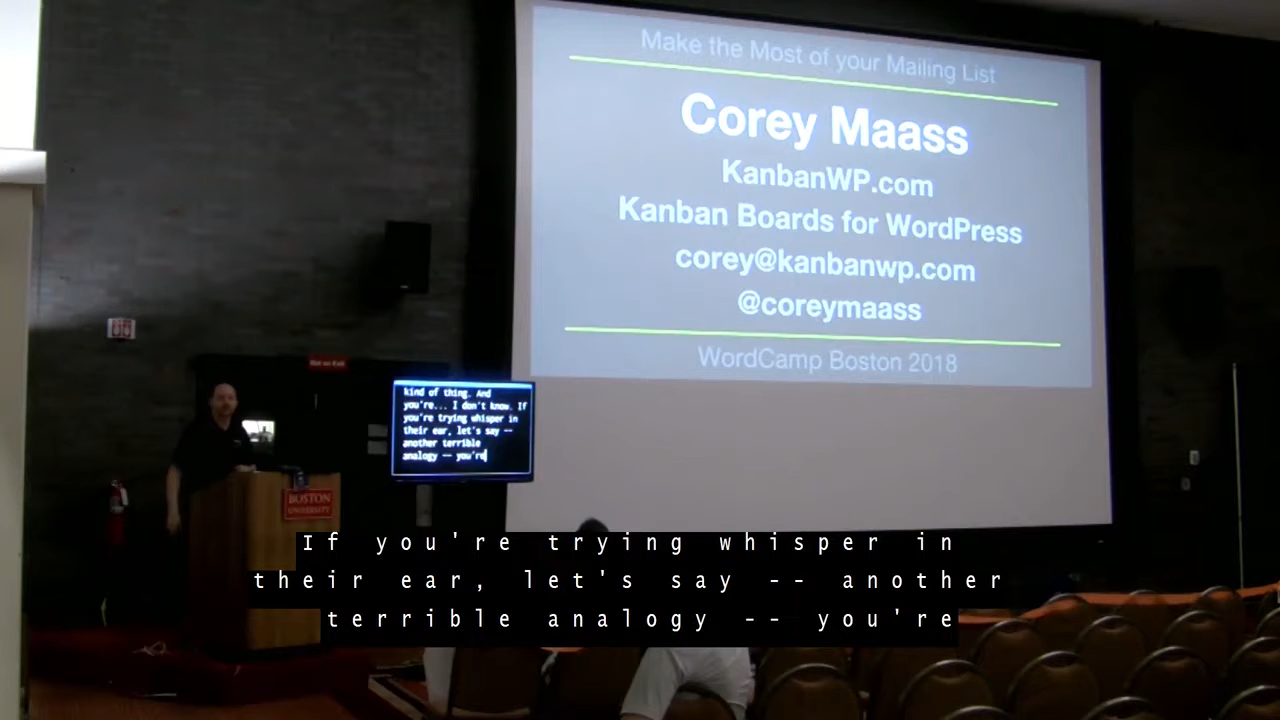 Make the Most of your Mailing List
Corey Maass
KanbanWP.com
Kanban Boards for WordPress
corey@kanbanwp.com
@coreymaass
WordCamp Boston 2018
Not an Exit
kind of thing. And
you're... I don't know. If
you're trying whisper in
their ear, let's say --
another terrible
analogy -- you're
BOSTON
UNIVERSITY
If you're trying whisper in
their ear, let's say -- another
terrible analogy -- you're